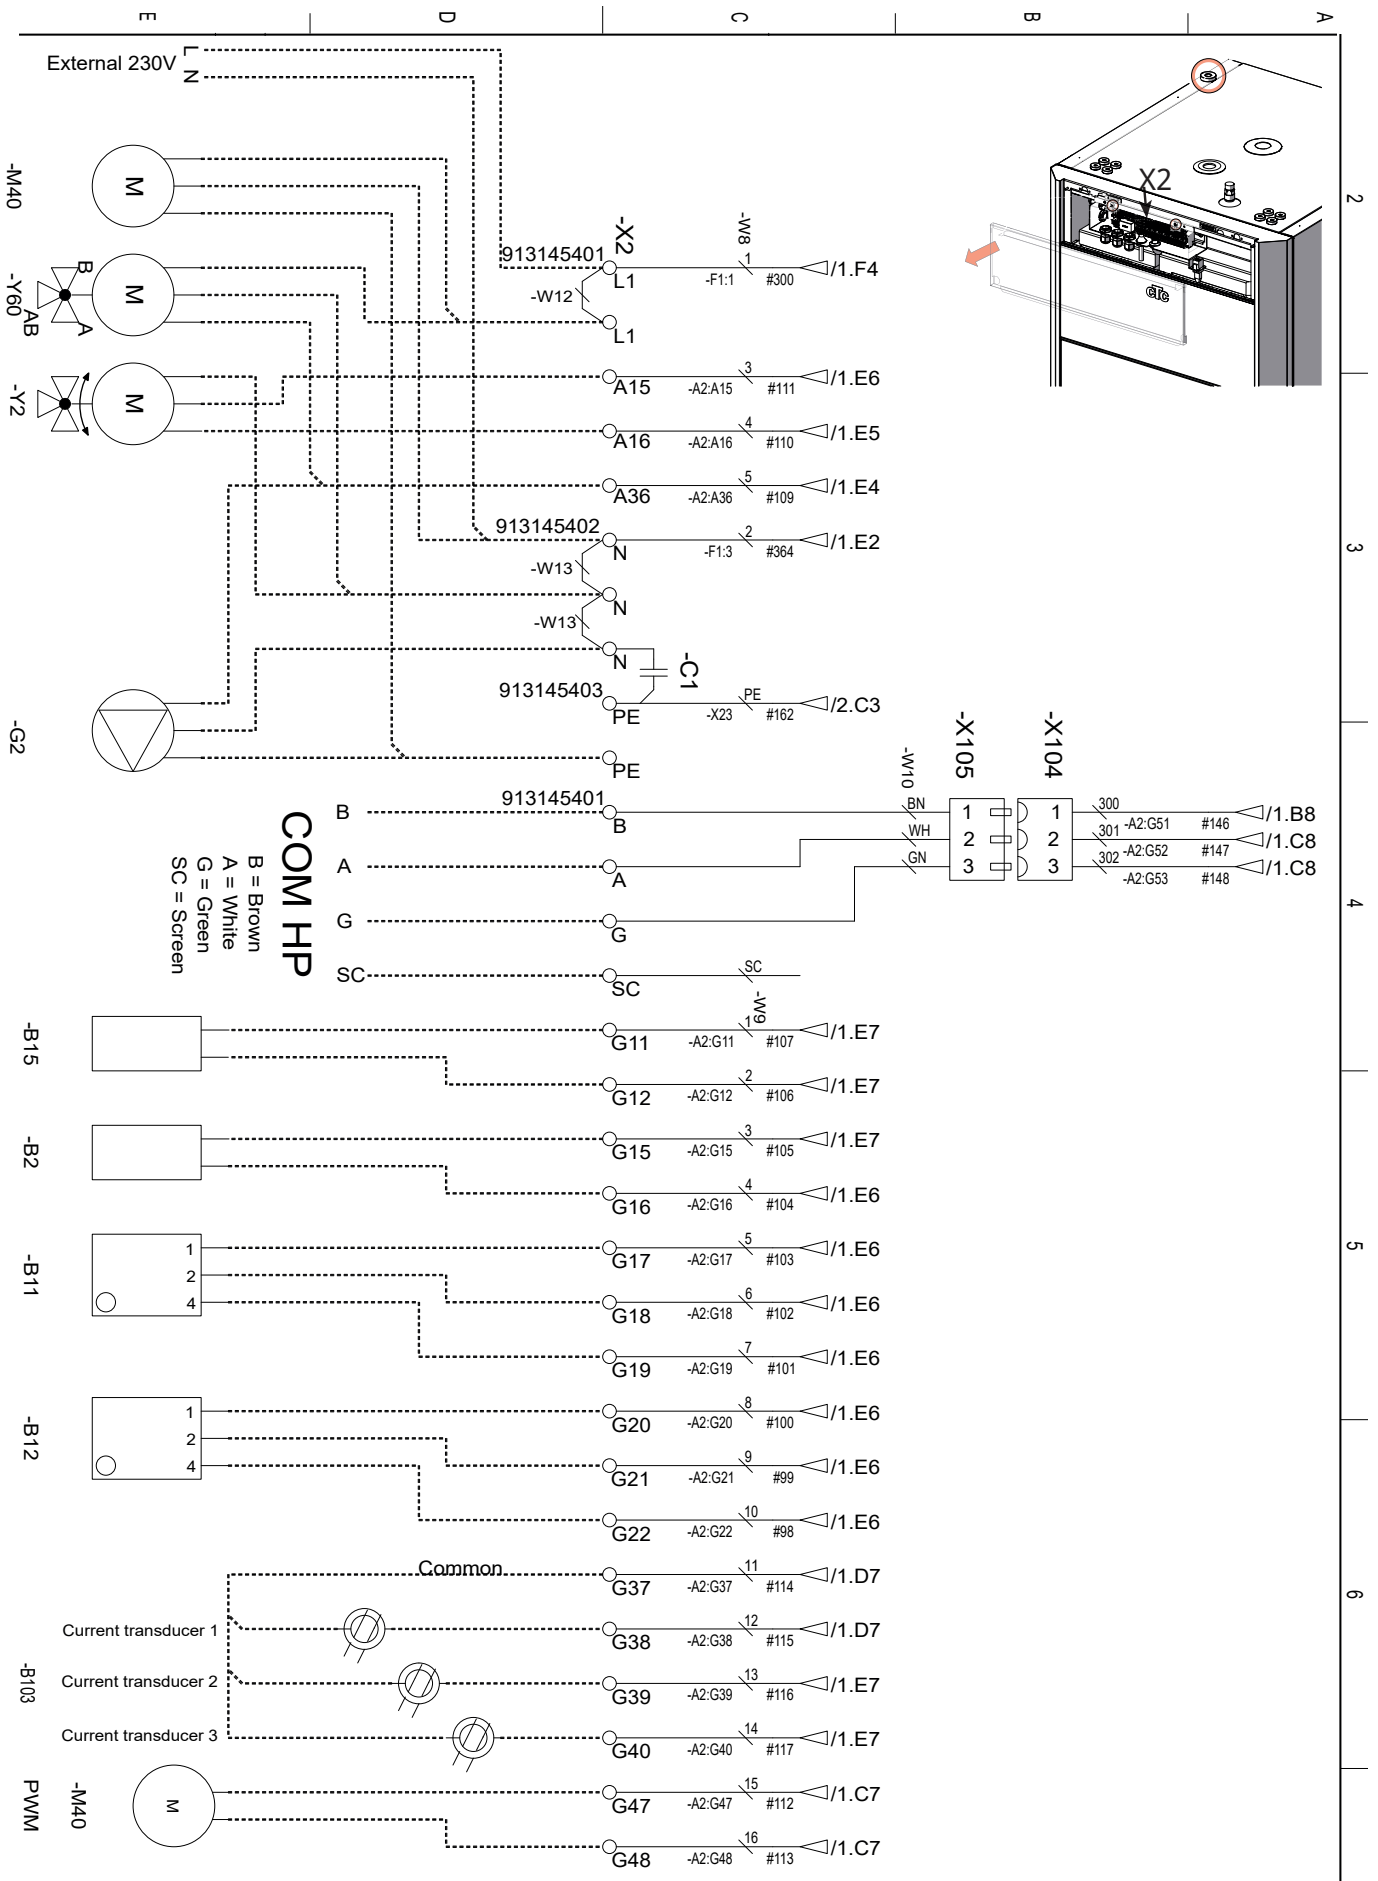 E D C B A
External 230V L
N
2
3
4
5
6
X2
cTc
-M40
-Y60
B
AB
A
-Y2
-G2
M
M
M
-X2
-W8
913145401
L1 -F1:1 1 #300 /1.F4
-W12
L1
A15 -A2:A15 3 #111 /1.E6
A16 -A2:A16 4 #110 /1.E5
A36 -A2:A36 5 #109 /1.E4
913145402
N -F1:3 2 #364 /1.E2
-W13
N
-W13
N
-C1
913145403
PE -X23 PE #162 /2.C3
PE
-W10
-X105
-X104
913145401
B B BN 1 1 300 -A2:G51 #146 /1.B8
WH 2 2 301 -A2:G52 #147 /1.C8
A A GN 3 3 302 -A2:G53 #148 /1.C8
G G
SC SC SC
COM HP
B = Brown
A = White
G = Green
SC = Screen
-W9
-B15
G11 -A2:G11 1 #107 /1.E7
G12 -A2:G12 2 #106 /1.E7
-B2
G15 -A2:G15 3 #105 /1.E7
G16 -A2:G16 4 #104 /1.E6
-B11
1 G17 -A2:G17 5 #103 /1.E6
2 G18 -A2:G18 6 #102 /1.E6
4 G19 -A2:G19 7 #101 /1.E6
-B12
1 G20 -A2:G20 8 #100 /1.E6
2 G21 -A2:G21 9 #99 /1.E6
4 G22 -A2:G22 10 #98 /1.E6
Common G37 -A2:G37 11 #114 /1.D7
Current transducer 1 G38 -A2:G38 12 #115 /1.D7
-B103
Current transducer 2 G39 -A2:G39 13 #116 /1.E7
Current transducer 3 G40 -A2:G40 14 #117 /1.E7
PWM
-M40
M
G47 -A2:G47 15 #112 /1.C7
G48 -A2:G48 16 #113 /1.C7